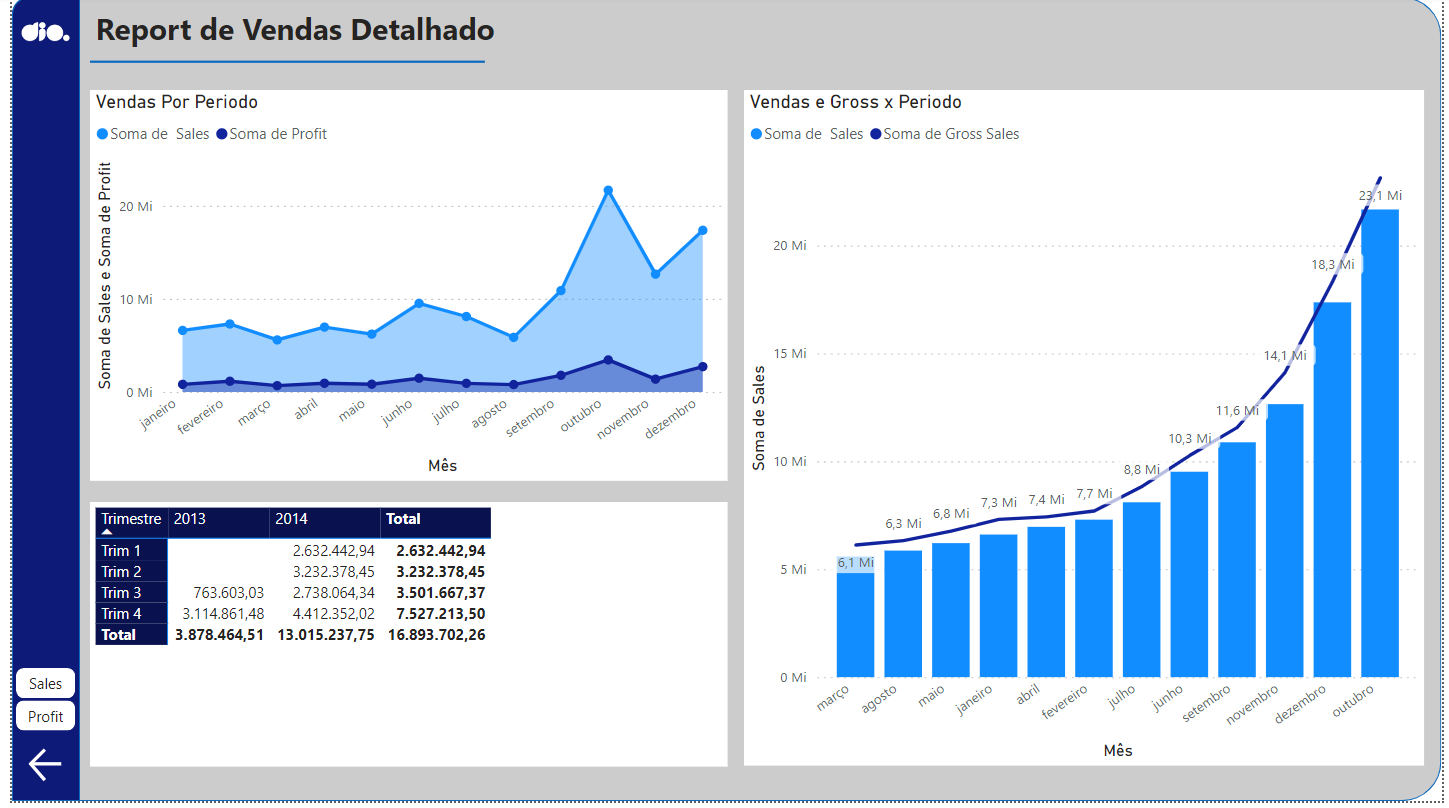 dio.
Report de Vendas Detalhado
Vendas Por Periodo
Soma de Sales Soma de Profit
Soma de Sales e Soma de Profit
20 Mi
10 Mi
0 Mi
janeiro fevereiro março abril maio junho julho agosto setembro outubro novembro dezembro
Mês
Trimestre 2013 2014 Total
Trim 1 2.632.442,94 2.632.442,94
Trim 2 3.232.378,45 3.232.378,45
Trim 3 763.603,03 2.738.064,34 3.501.667,37
Trim 4 3.114.861,48 4.412.352,02 7.527.213,50
Total 3.878.464,51 13.015.237,75 16.893.702,26
Vendas e Gross x Periodo
Soma de Sales Soma de Gross Sales
Soma de Sales
20 Mi
15 Mi
10 Mi
5 Mi
0 Mi
6,1 Mi 6,3 Mi 6,8 Mi 7,3 Mi 7,4 Mi 7,7 Mi 8,8 Mi 10,3 Mi 11,6 Mi 14,1 Mi 18,3 Mi 23,1 Mi
março agosto maio janeiro abril fevereiro julho junho setembro novembro dezembro outubro
Mês
Sales
Profit